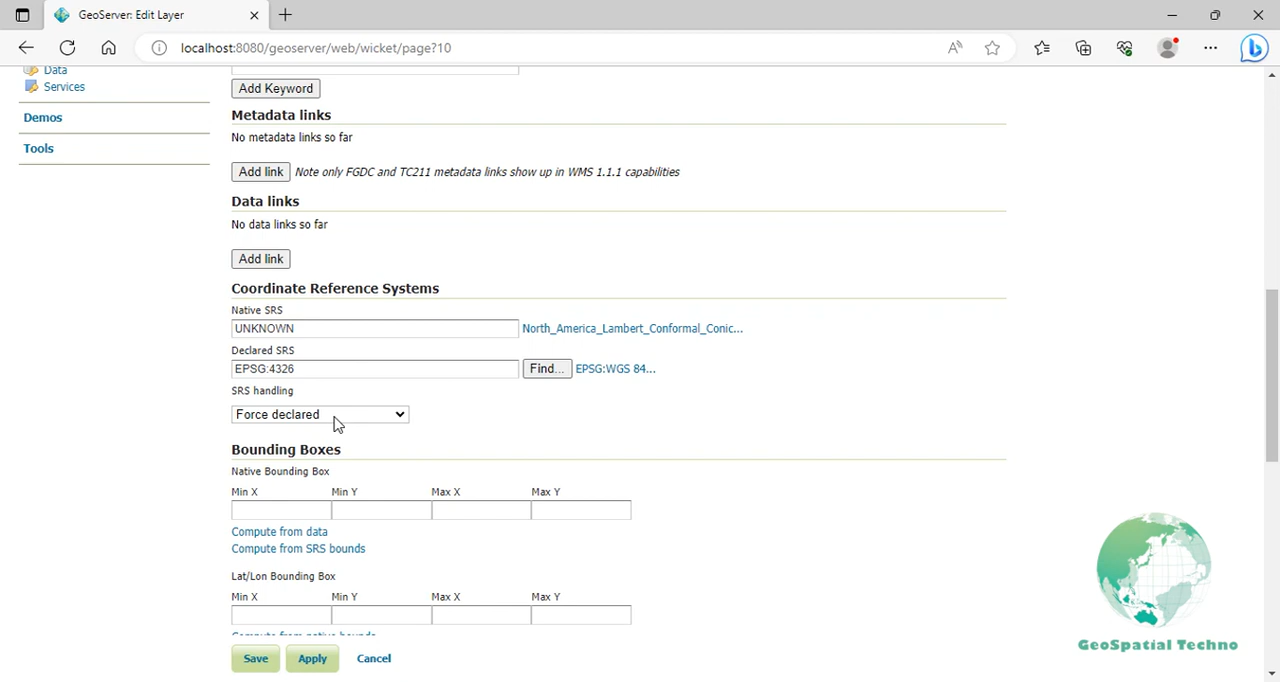 GeoServer: Edit Layer
localhost:8080/geoserver/web/wicket/page?10
Data
Services
Demos
Tools
Add Keyword
Metadata links
No metadata links so far
Add link Note only FGDC and TC211 metadata links show up in WMS 1.1.1 capabilities
Data links
No data links so far
Add link
Coordinate Reference Systems
Native SRS
UNKNOWN North_America_Lambert_Conformal_Conic...
Declared SRS
EPSG:4326 Find... EPSG:WGS 84...
SRS handling
Force declared
Bounding Boxes
Native Bounding Box
Min X Min Y Max X Max Y
Compute from data
Compute from SRS bounds
Lat/Lon Bounding Box
Min X Min Y Max X Max Y
Compute from native bounds
Save Apply Cancel
GeoSpatial Techno